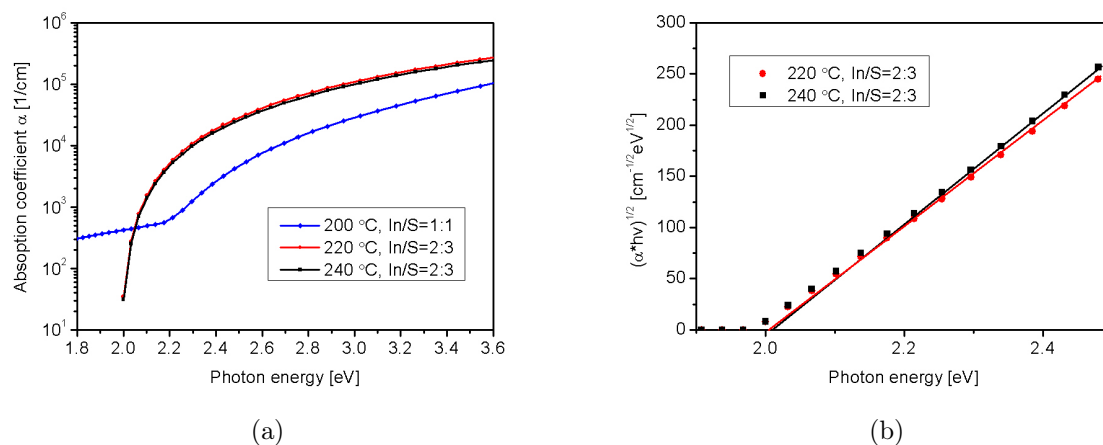 Absoption coefficient α [1/cm]
10^6
10^5
10^4
10^3
10^2
10^1
200 °C, In/S=1:1
220 °C, In/S=2:3
240 °C, In/S=2:3
1.8 2.0 2.2 2.4 2.6 2.8 3.0 3.2 3.4 3.6
Photon energy [eV]
(a)
(α*hν)^1/2 [cm^-1/2 eV^1/2]
300
250
200
150
100
50
0
220 °C, In/S=2:3
240 °C, In/S=2:3
2.0 2.2 2.4
Photon energy [eV]
(b)